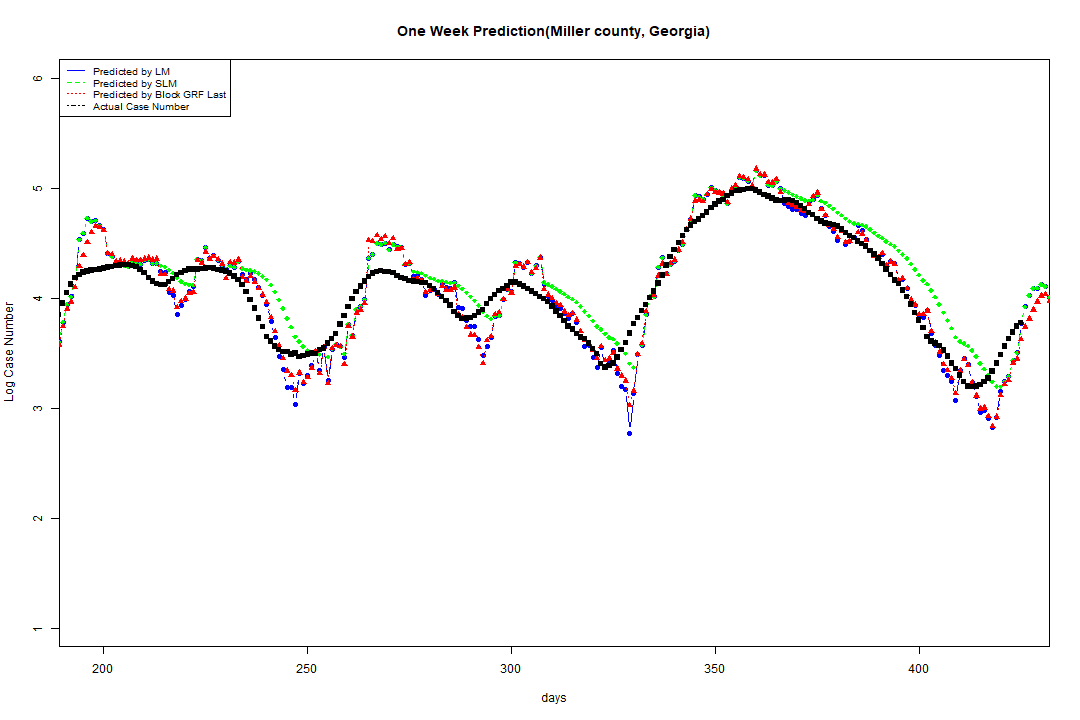 One Week Prediction(Miller county, Georgia)
Predicted by LM
Predicted by SLM
Predicted by Block GRF Last
Actual Case Number
6
5
4
3
2
1
Log Case Number
200 250 300 350 400
days